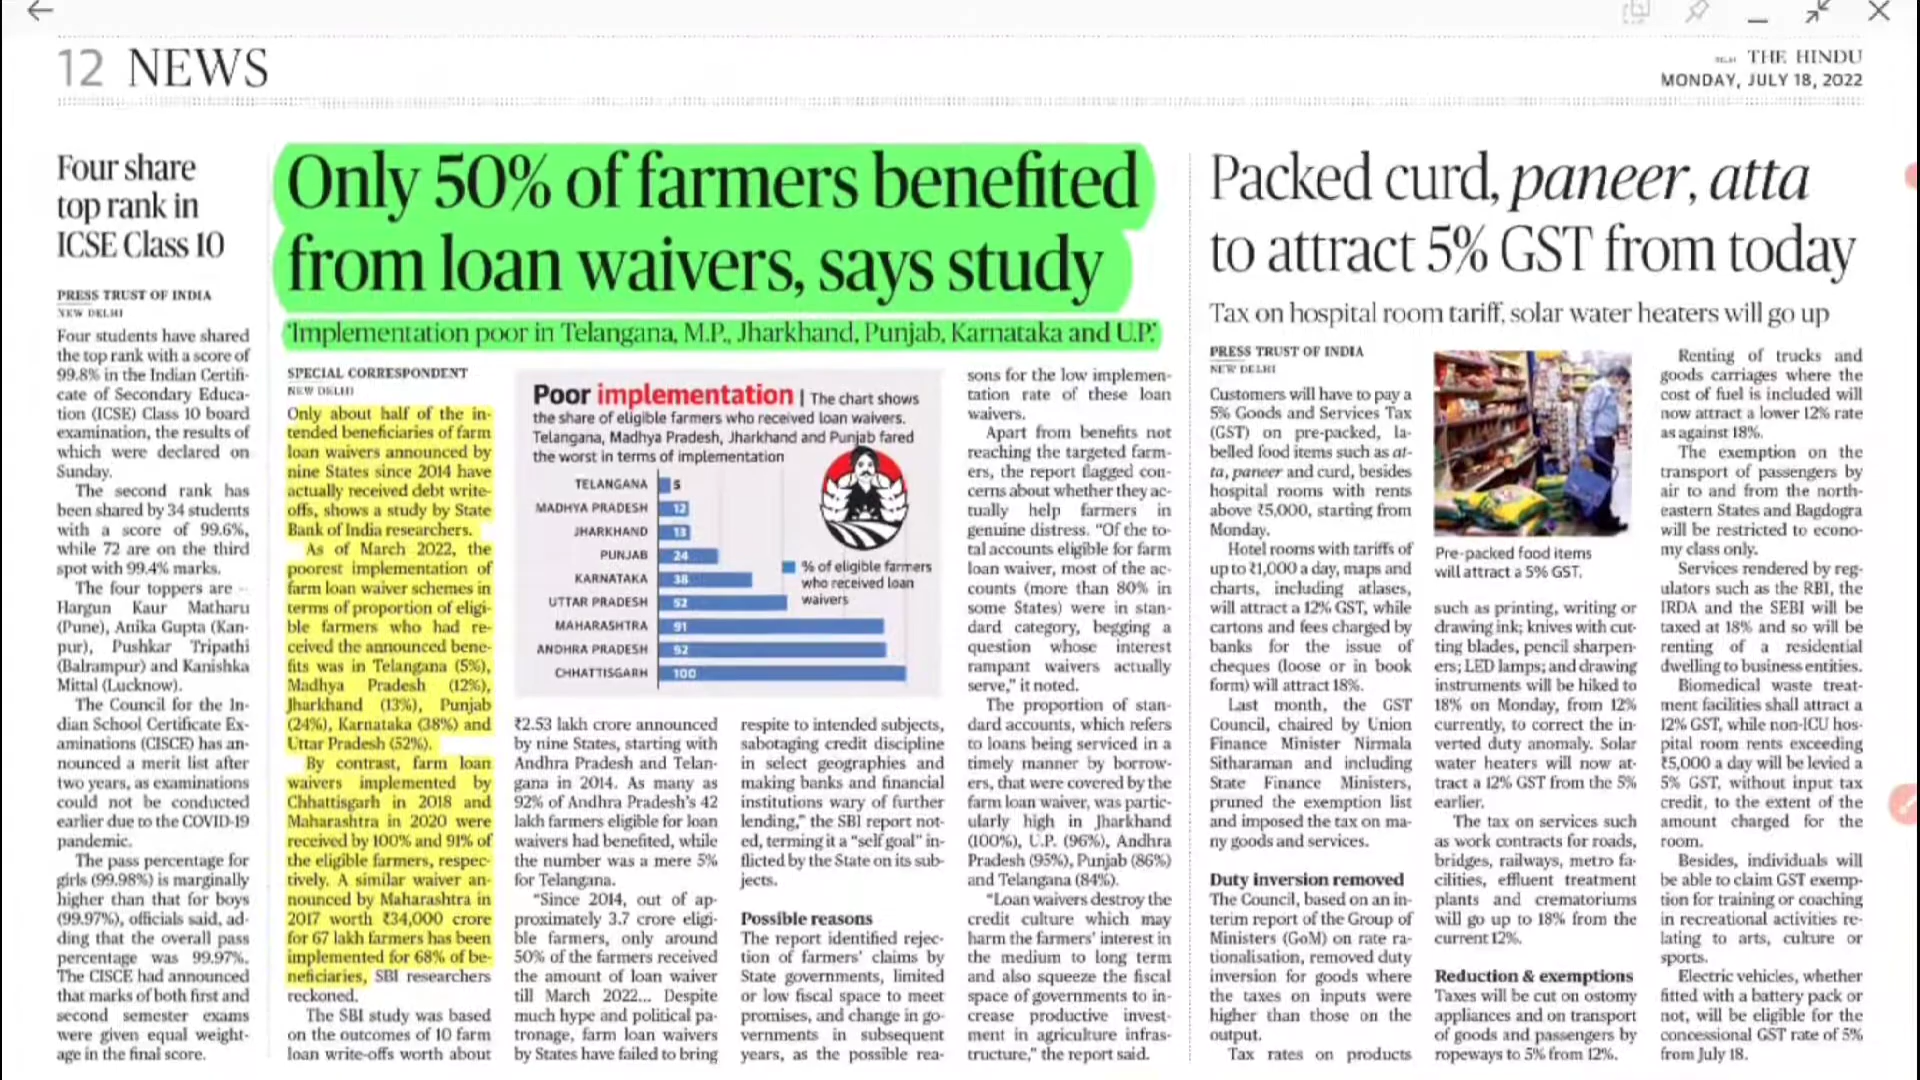 12 NEWS
THE HINDU
MONDAY, JULY 18, 2022
Four share
top rank in
ICSE Class 10
PRESS TRUST OF INDIA
NEW DELHI
Four students have shared
the top rank with a score of
99.8% in the Indian Certifi-
cate of Secondary Educa-
tion (ICSE) Class 10 board
examination, the results of
which were declared on
Sunday.
The second rank has
been shared by 34 students
with a score of 99.6%,
while 72 are on the third
spot with 99.4% marks.
The four toppers are --
Hargun Kaur Matharu
(Pune), Anika Gupta (Kan-
pur), Pushkar Tripathi
(Balrampur) and Kanishka
Mittal (Lucknow).
The Council for the In-
dian School Certificate Ex-
aminations (CISCE) has an-
nounced a merit list after
two years, as examinations
could not be conducted
earlier due to the COVID-19
pandemic.
The pass percentage for
girls (99.98%) is marginally
higher than that for boys
(99.97%), officials said, ad-
ding that the overall pass
percentage was 99.97%.
The CISCE had announced
that marks of both first and
second semester exams
were given equal weight-
age in the final score.
Only 50% of farmers benefited
from loan waivers, says study
'Implementation poor in Telangana, M.P., Jharkhand, Punjab, Karnataka and U.P.'
SPECIAL CORRESPONDENT
NEW DELHI
Only about half of the in-
tended beneficiaries of farm
loan waivers announced by
nine States since 2014 have
actually received debt write-
offs, shows a study by State
Bank of India researchers.
As of March 2022, the
poorest implementation of
farm loan waiver schemes in
terms of proportion of eligi-
ble farmers who had re-
ceived the announced bene-
fits was in Telangana (5%),
Madhya Pradesh (12%),
Jharkhand (13%), Punjab
(24%), Karnataka (38%) and
Uttar Pradesh (52%).
By contrast, farm loan
waivers implemented by
Chhattisgarh in 2018 and
Maharashtra in 2020 were
received by 100% and 91% of
the eligible farmers, respec-
tively. A similar waiver an-
nounced by Maharashtra in
2017 worth ₹34,000 crore
for 67 lakh farmers has been
implemented for 68% of be-
neficiaries, SBI researchers
reckoned.
The SBI study was based
on the outcomes of 10 farm
loan write-offs worth about
Poor implementation | The chart shows
the share of eligible farmers who received loan waivers.
Telangana, Madhya Pradesh, Jharkhand and Punjab fared
the worst in terms of implementation
TELANGANA 5
MADHYA PRADESH 12
JHARKHAND 13
PUNJAB 24
KARNATAKA 38
UTTAR PRADESH 52
MAHARASHTRA 91
ANDHRA PRADESH 92
CHHATTISGARH 100
% of eligible farmers
who received loan
waivers
₹2.53 lakh crore announced
by nine States, starting with
Andhra Pradesh and Telan-
gana in 2014. As many as
92% of Andhra Pradesh's 42
lakh farmers eligible for loan
waivers had benefited, while
the number was a mere 5%
for Telangana.
"Since 2014, out of ap-
proximately 3.7 crore eligi-
ble farmers, only around
50% of the farmers received
the amount of loan waiver
till March 2022... Despite
much hype and political pa-
tronage, farm loan waivers
by States have failed to bring
respite to intended subjects,
sabotaging credit discipline
in select geographies and
making banks and financial
institutions wary of further
lending," the SBI report not-
ed, terming it a "self goal" in-
flicted by the State on its sub-
jects.
Possible reasons
The report identified rejec-
tion of farmers' claims by
State governments, limited
or low fiscal space to meet
promises, and change in go-
vernments in subsequent
years, as the possible rea-
sons for the low implemen-
tation rate of these loan
waivers.
Apart from benefits not
reaching the targeted farm-
ers, the report flagged con-
cerns about whether they ac-
tually help farmers in
genuine distress. "Of the to-
tal accounts eligible for farm
loan waiver, most of the ac-
counts (more than 80% in
some States) were in stan-
dard category, begging a
question whose interest
rampant waivers actually
serve," it noted.
The proportion of stan-
dard accounts, which refers
to loans being serviced in a
timely manner by borrow-
ers, that were covered by the
farm loan waiver, was partic-
ularly high in Jharkhand
(100%), U.P. (96%), Andhra
Pradesh (95%), Punjab (86%)
and Telangana (84%).
"Loan waivers destroy the
credit culture which may
harm the farmers' interest in
the medium to long term
and also squeeze the fiscal
space of governments to in-
crease productive invest-
ment in agriculture infras-
tructure," the report said.
Packed curd, paneer, atta
to attract 5% GST from today
Tax on hospital room tariff, solar water heaters will go up
PRESS TRUST OF INDIA
NEW DELHI
Customers will have to pay a
5% Goods and Services Tax
(GST) on pre-packed, la-
belled food items such as at-
ta, paneer and curd, besides
hospital rooms with rents
above ₹5,000, starting from
Monday.
Hotel rooms with tariffs of
up to ₹1,000 a day, maps and
charts, including atlases,
will attract a 12% GST, while
cartons and fees charged by
banks for the issue of
cheques (loose or in book
form) will attract 18%.
Last month, the GST
Council, chaired by Union
Finance Minister Nirmala
Sitharaman and including
State Finance Ministers,
pruned the exemption list
and imposed the tax on ma-
ny goods and services.
Duty inversion removed
The Council, based on an in-
terim report of the Group of
Ministers (GoM) on rate ra-
tionalisation, removed duty
inversion for goods where
the taxes on inputs were
higher than those on the
output.
Tax rates on products
Pre-packed food items
will attract a 5% GST.
such as printing, writing or
drawing ink; knives with cut-
ting blades, pencil sharpen-
ers; LED lamps; and drawing
instruments will be hiked to
18% on Monday, from 12%
currently, to correct the in-
verted duty anomaly. Solar
water heaters will now at-
tract a 12% GST from the 5%
earlier.
The tax on services such
as work contracts for roads,
bridges, railways, metro fa-
cilities, effluent treatment
plants and crematoriums
will go up to 18% from the
current 12%.
Reduction & exemptions
Taxes will be cut on ostomy
appliances and on transport
of goods and passengers by
ropeways to 5% from 12%.
Renting of trucks and
goods carriages where the
cost of fuel is included will
now attract a lower 12% rate
as against 18%.
The exemption on the
transport of passengers by
air to and from the north-
eastern States and Bagdogra
will be restricted to econo-
my class only.
Services rendered by reg-
ulators such as the RBI, the
IRDA and the SEBI will be
taxed at 18% and so will be
renting of a residential
dwelling to business entities.
Biomedical waste treat-
ment facilities shall attract a
12% GST, while non-ICU hos-
pital room rents exceeding
₹5,000 a day will be levied a
5% GST, without input tax
credit, to the extent of the
amount charged for the
room.
Besides, individuals will
be able to claim GST exemp-
tion for training or coaching
in recreational activities re-
lating to arts, culture or
sports.
Electric vehicles, whether
fitted with a battery pack or
not, will be eligible for the
concessional GST rate of 5%
from July 18.